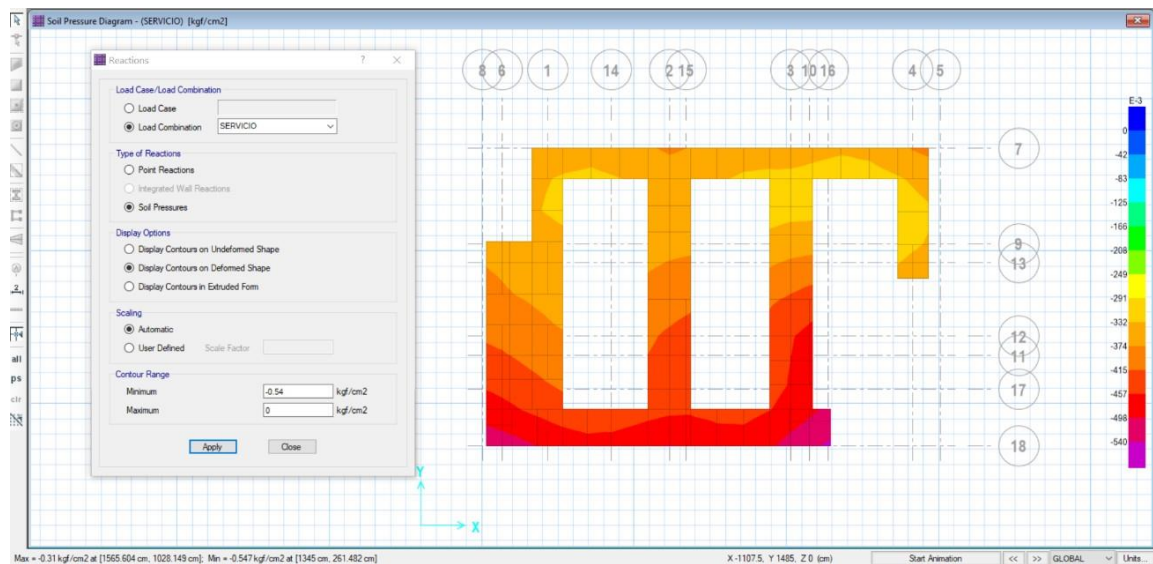 Soil Pressure Diagram - (SERVICIO) [kgf/cm2]
Reactions
? ×
Load Case/Load Combination
Load Case
Load Combination SERVICIO
Type of Reactions
Point Reactions
Integrated Wall Reactions
Soil Pressures
Display Options
Display Contours on Undeformed Shape
Display Contours on Deformed Shape
Display Contours in Extruded Form
Scaling
Automatic
User Defined Scale Factor
Contour Range
Minimum -0.54 kgf/cm2
Maximum 0 kgf/cm2
Apply Close
all
ps
clr
8 6 1 14 2 15 3 10 16 4 5
7
9
13
12
11
17
18
Y
X
E-3
0
-42
-83
-125
-166
-208
-249
-291
-332
-374
-415
-457
-498
-540
Max = -0.31 kgf/cm2 at [1565.604 cm, 1028.149 cm]; Min = -0.547 kgf/cm2 at [1345 cm, 261.482 cm]
X -1107.5, Y 1485, Z 0 (cm)
Start Animation << >> GLOBAL Units...